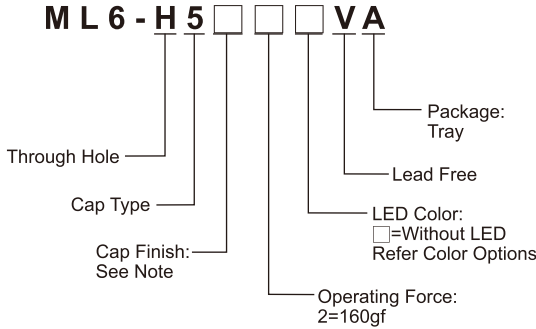 ML6-H5□□□VA
Package:
Tray
Through Hole
Lead Free
Cap Type
LED Color:
□=Without LED
Refer Color Options
Cap Finish:
See Note
Operating Force:
2=160gf